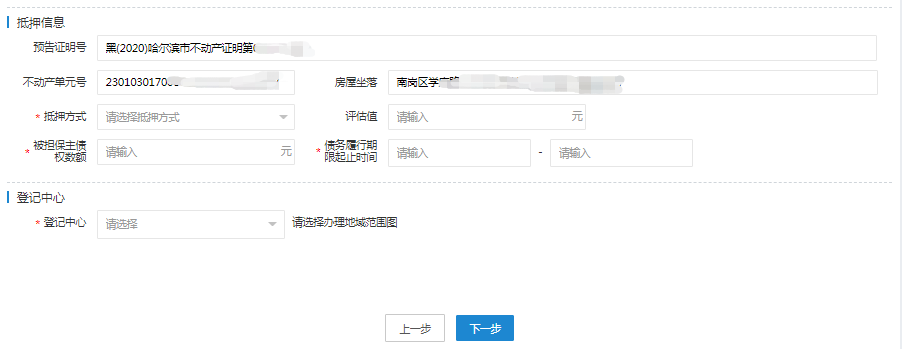 抵押信息
预告证明号 黑(2020)哈尔滨市不动产证明第
不动产单元号 2301030170 房屋坐落 南岗区学府路
* 抵押方式 请选择抵押方式 评估值 请输入 元
* 被担保主债权数额 请输入 元 * 债务履行期限起止时间 请输入 - 请输入
登记中心
* 登记中心 请选择 请选择办理地域范围图
上一步 下一步